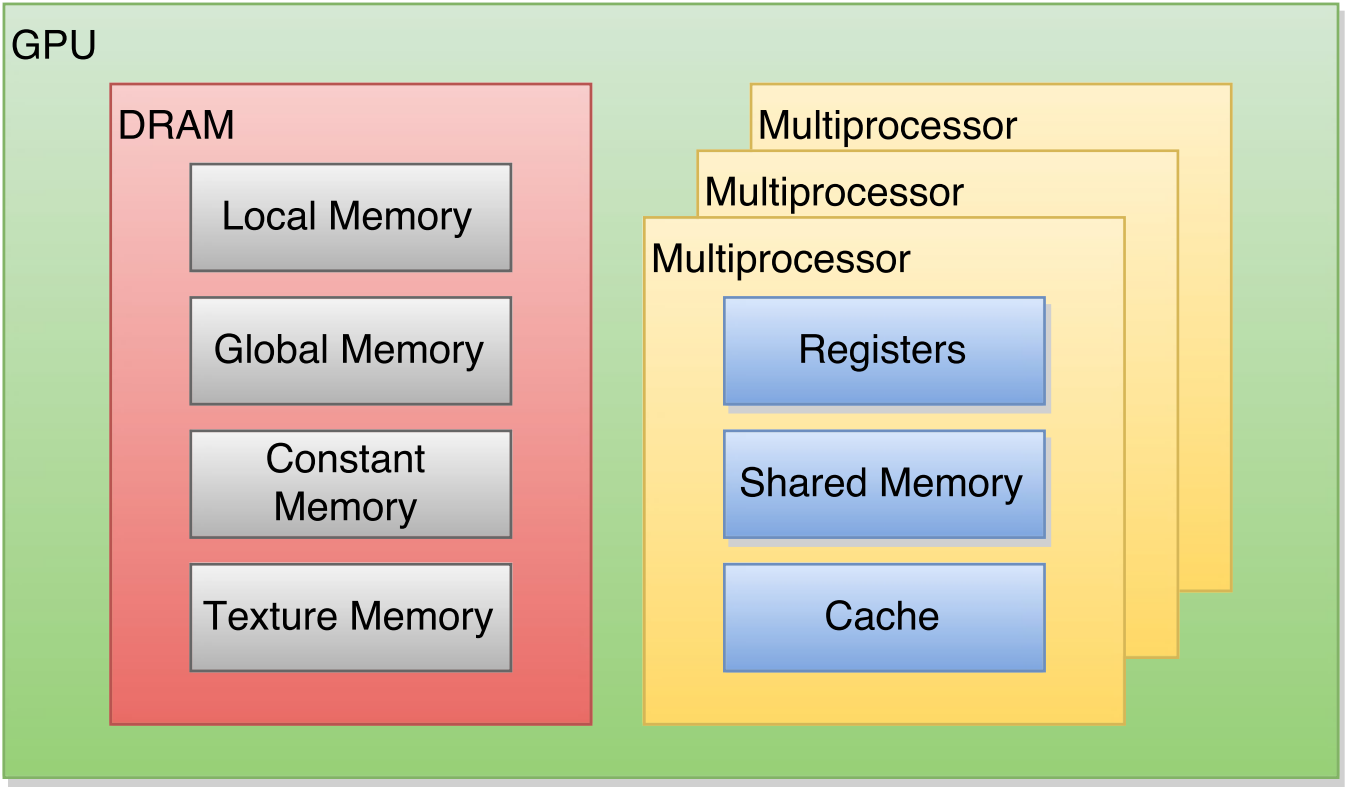 GPU
DRAM
Local Memory
Global Memory
Constant
Memory
Texture Memory
Multiprocessor
Multiprocessor
Multiprocessor
Registers
Shared Memory
Cache